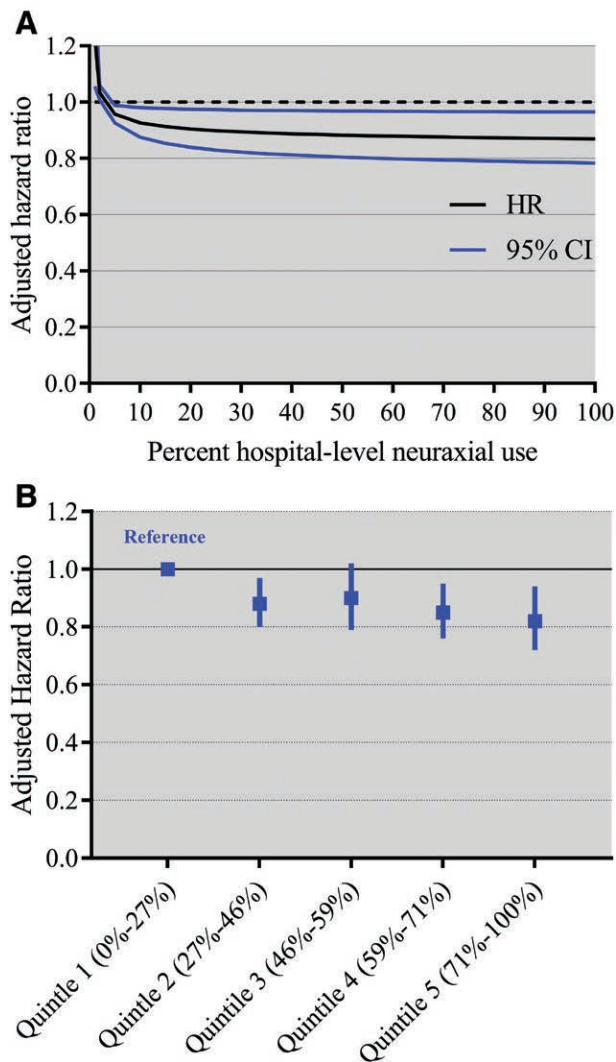 A
1.2
1.0
0.8
0.6
0.4
0.2
0.0
Adjusted hazard ratio
HR
95% CI
0 10 20 30 40 50 60 70 80 90 100
Percent hospital-level neuraxial use
B
1.2
1.0
0.8
0.6
0.4
0.2
0.0
Adjusted Hazard Ratio
Reference
Quintile 1 (0%-27%)
Quintile 2 (27%-46%)
Quintile 3 (46%-59%)
Quintile 4 (59%-71%)
Quintile 5 (71%-100%)